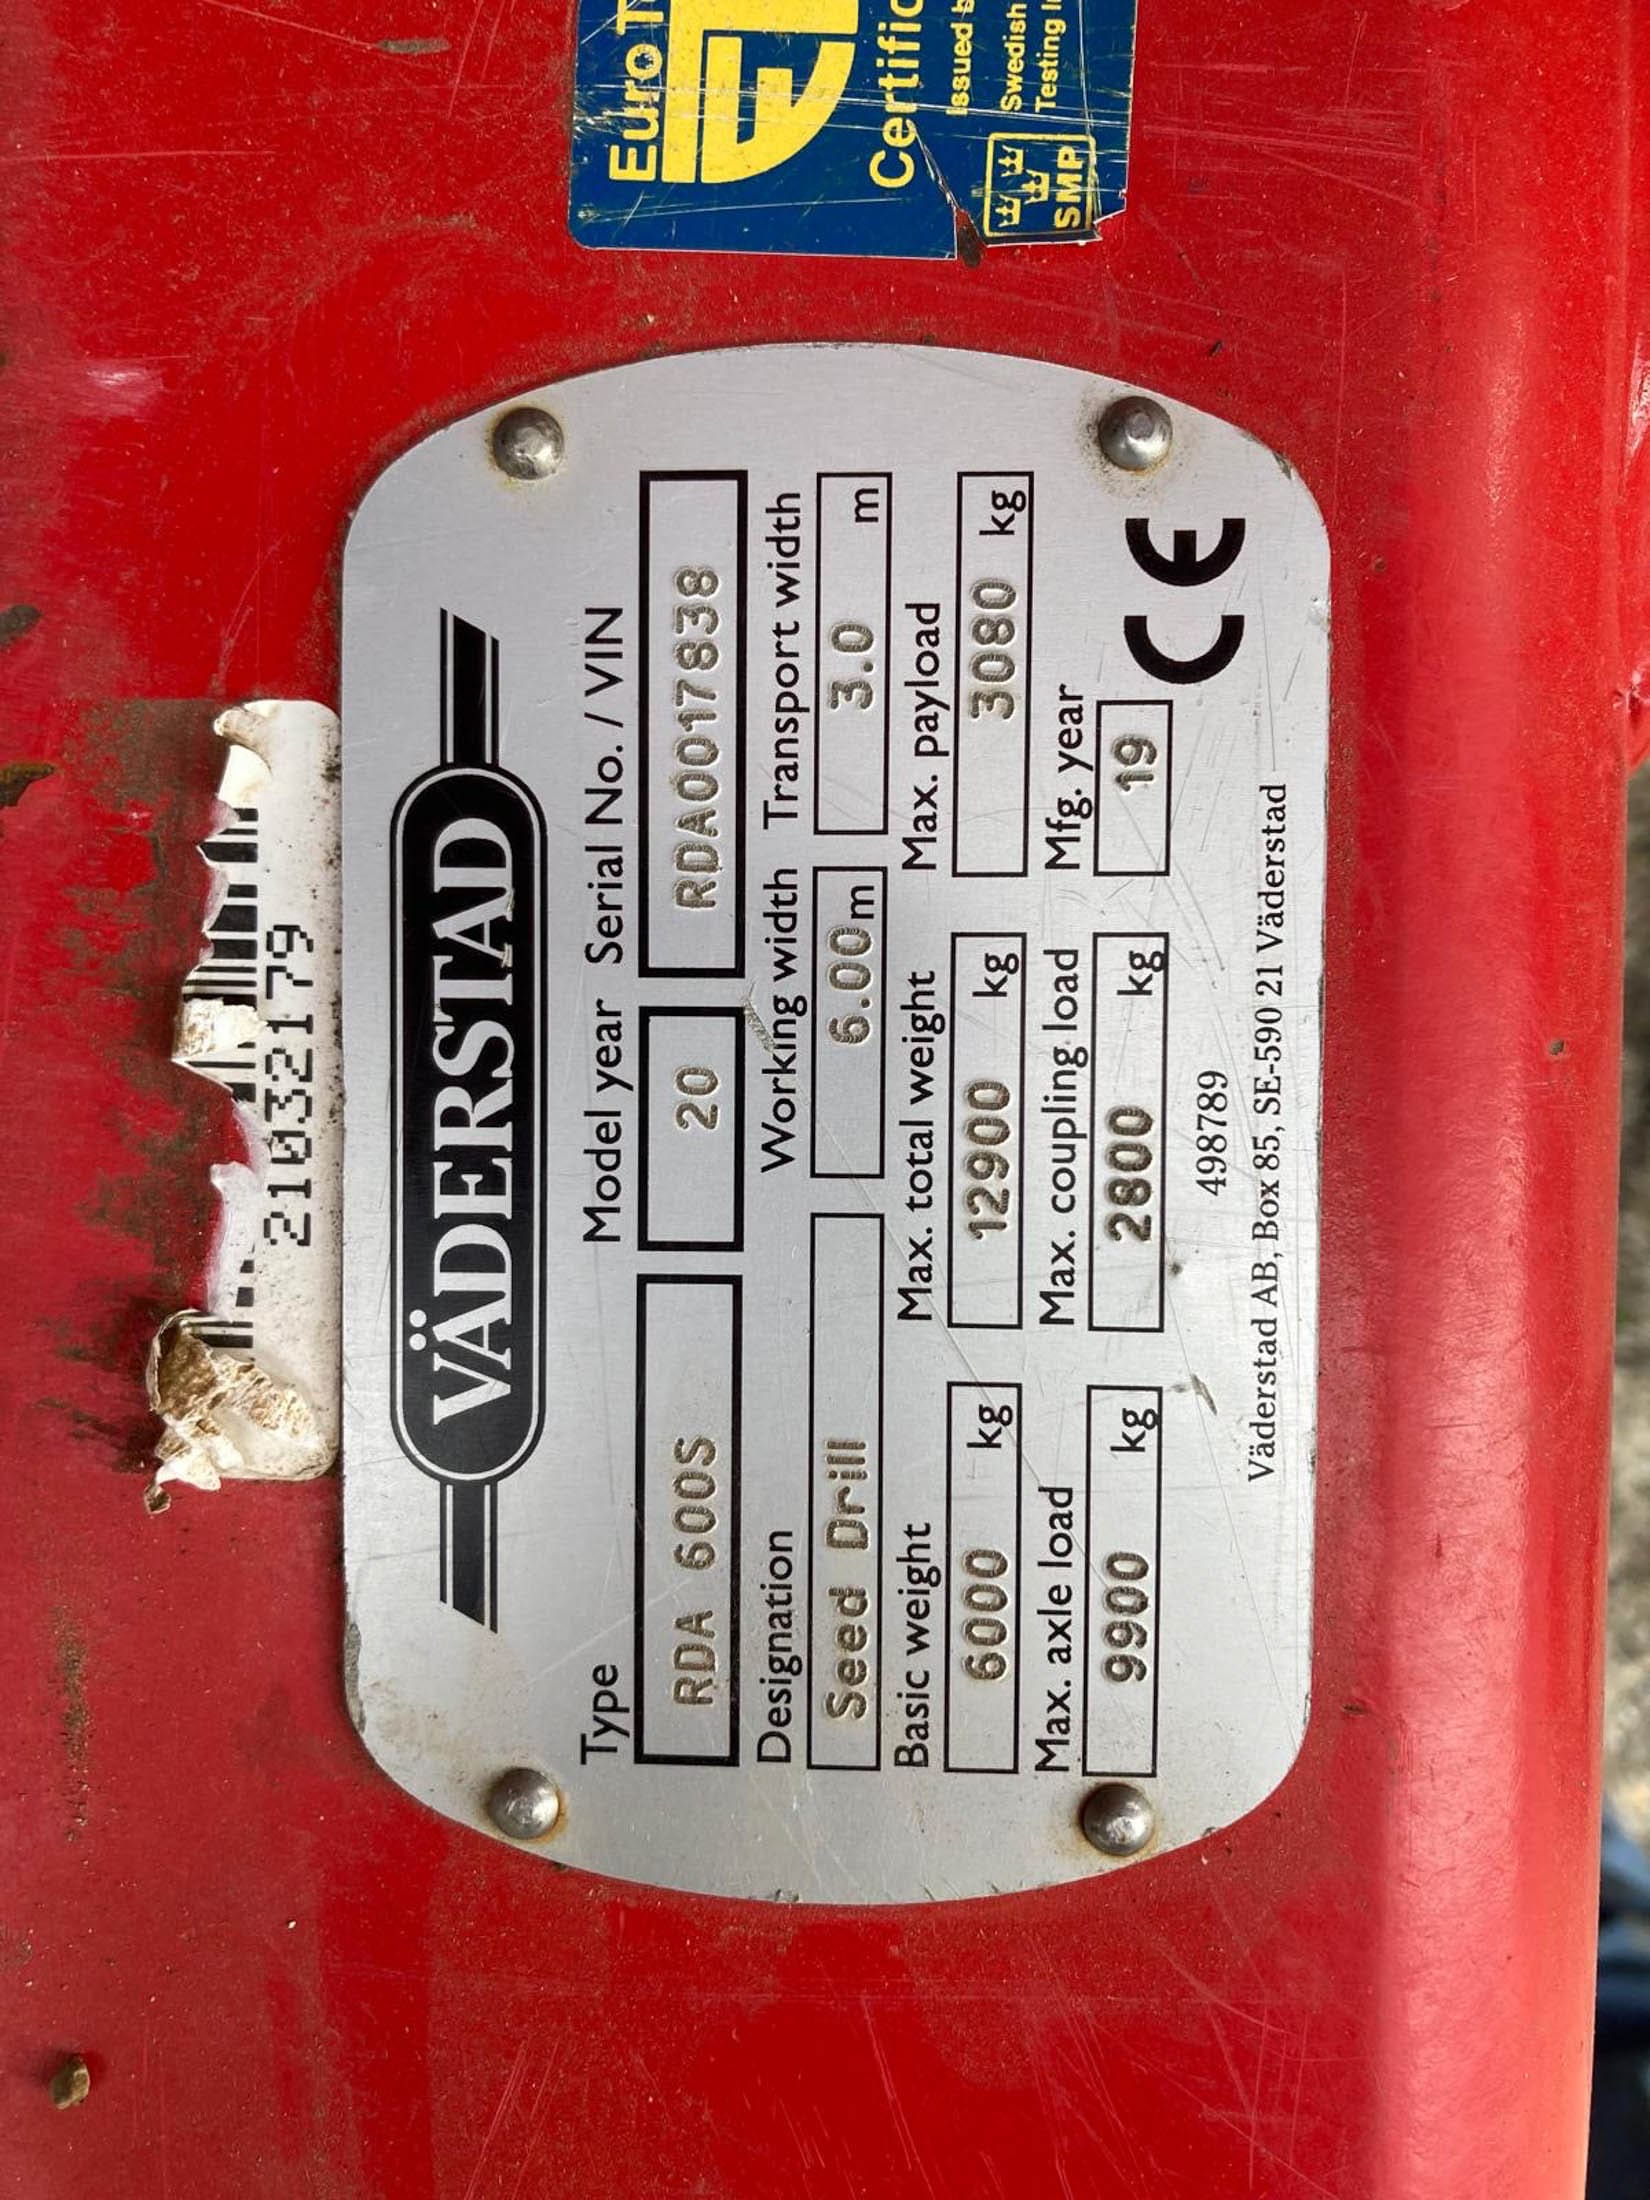 21032179
VÄDERSTAD
Type Model year Serial No. / VIN
RDA 600S 20 RDA001783 8
Designation Working width Transport width
Seed Drill 6.00 m 3.0 m
Basic weight Max. total weight Max. payload
6000 kg 12900 kg 3080 kg
Max. axle load Max. coupling load Mfg. year
9900 kg 2800 kg 19 CE
498789
Väderstad AB, Box 85, SE-590 21 Väderstad
Euro
Issued
Swedish
Testing
SMP